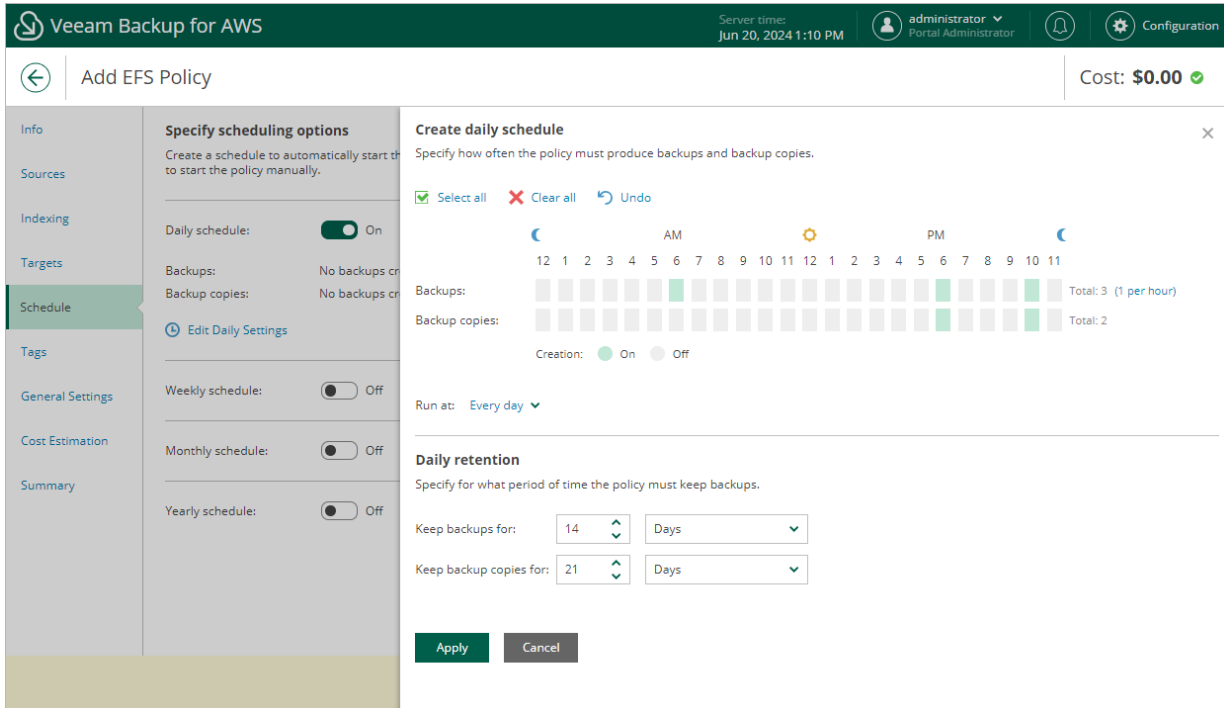 Veeam Backup for AWS
Server time:
Jun 20, 2024 1:10 PM
administrator
Portal Administrator
Configuration
Add EFS Policy
Cost: $0.00
Info
Sources
Indexing
Targets
Schedule
Tags
General Settings
Cost Estimation
Summary
Specify scheduling options
Create a schedule to automatically start th
to start the policy manually.
Daily schedule: On
Backups: No backups cr
Backup copies: No backups cr
Edit Daily Settings
Weekly schedule: Off
Monthly schedule: Off
Yearly schedule: Off
Create daily schedule
Specify how often the policy must produce backups and backup copies.
Select all Clear all Undo
AM PM
12 1 2 3 4 5 6 7 8 9 10 11 12 1 2 3 4 5 6 7 8 9 10 11
Backups: Total: 3 (1 per hour)
Backup copies: Total: 2
Creation: On Off
Run at: Every day
Daily retention
Specify for what period of time the policy must keep backups.
Keep backups for: 14 Days
Keep backup copies for: 21 Days
Apply Cancel